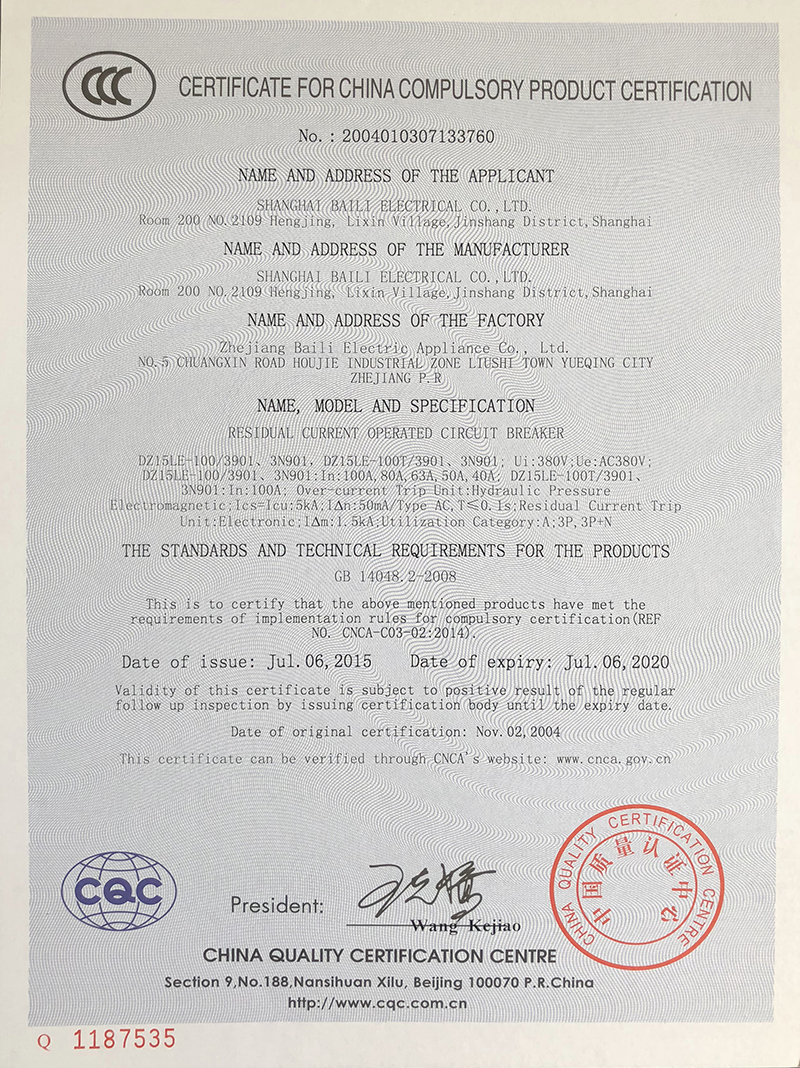 CCC
CERTIFICATE FOR CHINA COMPULSORY PRODUCT CERTIFICATION
No. : 2004010307133760
NAME AND ADDRESS OF THE APPLICANT
SHANGHAI BAILI ELECTRICAL CO.,LTD.
Room 200 NO.2109 Hengjing, Lixin Village,Jinshang District,Shanghai
NAME AND ADDRESS OF THE MANUFACTURER
SHANGHAI BAILI ELECTRICAL CO.,LTD.
Room 200 NO.2109 Hengjing, Lixin Village,Jinshang District,Shanghai
NAME AND ADDRESS OF THE FACTORY
Zhejiang Baili Electric Appliance Co., Ltd.
NO.5 CHUANGXIN ROAD HOUJIE INDUSTRIAL ZONE LIUSHI TOWN YUEQING CITY
ZHEJIANG P.R
NAME, MODEL AND SPECIFICATION
RESIDUAL CURRENT OPERATED CIRCUIT BREAKER
DZ15LE-100/3901、3N901, DZ15LE-100T/3901、3N901; Ui:380V;Ue:AC380V;
DZ15LE-100/3901、3N901:In:100A,80A,63A,50A,40A; DZ15LE-100T/3901、
3N901:In:100A; Over-current Trip Unit:Hydraulic Pressure
Electromagnetic;Ics=Icu:5kA;IΔn:50mA/Type AC,T≤0.1s;Residual Current Trip
Unit:Electronic;IΔm:1.5kA;Utilization Category:A;3P,3P+N
THE STANDARDS AND TECHNICAL REQUIREMENTS FOR THE PRODUCTS
GB 14048.2-2008
This is to certify that the above mentioned products have met the
requirements of implementation rules for compulsory certification(REF
NO. CNCA-C03-02:2014).
Date of issue: Jul.06,2015 Date of expiry: Jul.06,2020
Validity of this certificate is subject to positive result of the regular
follow up inspection by issuing certification body until the expiry date.
Date of original certification: Nov.02,2004
This certificate can be verified through CNCA's website: www.cnca.gov.cn
CHINA QUALITY CERTIFICATION CENTRE
中国质量认证中心
CQC
President:
Wang Kejiao
CHINA QUALITY CERTIFICATION CENTRE
Section 9,No.188,Nansihuan Xilu, Beijing 100070 P.R.China
http://www.cqc.com.cn
Q 1187535